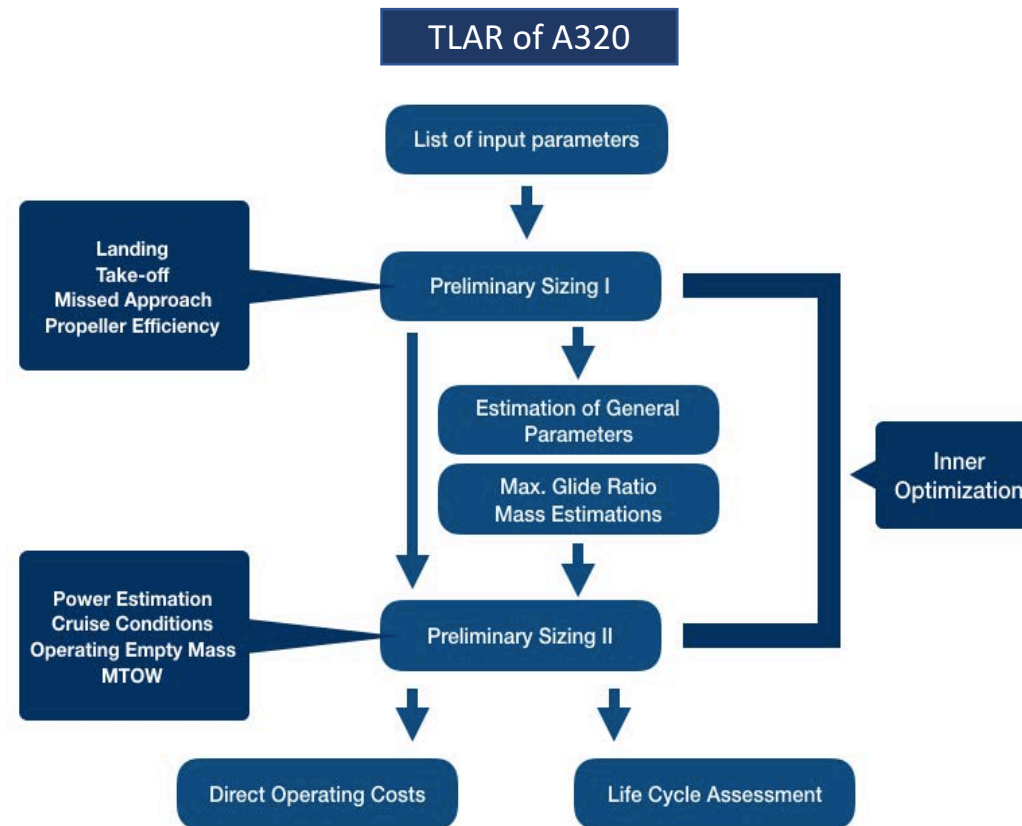 TLAR of A320
List of input parameters
Landing
Take-off
Missed Approach
Propeller Efficiency
Preliminary Sizing I
Estimation of General
Parameters
Max. Glide Ratio
Mass Estimations
Inner
Optimization
Power Estimation
Cruise Conditions
Operating Empty Mass
MTOW
Preliminary Sizing II
Direct Operating Costs
Life Cycle Assessment